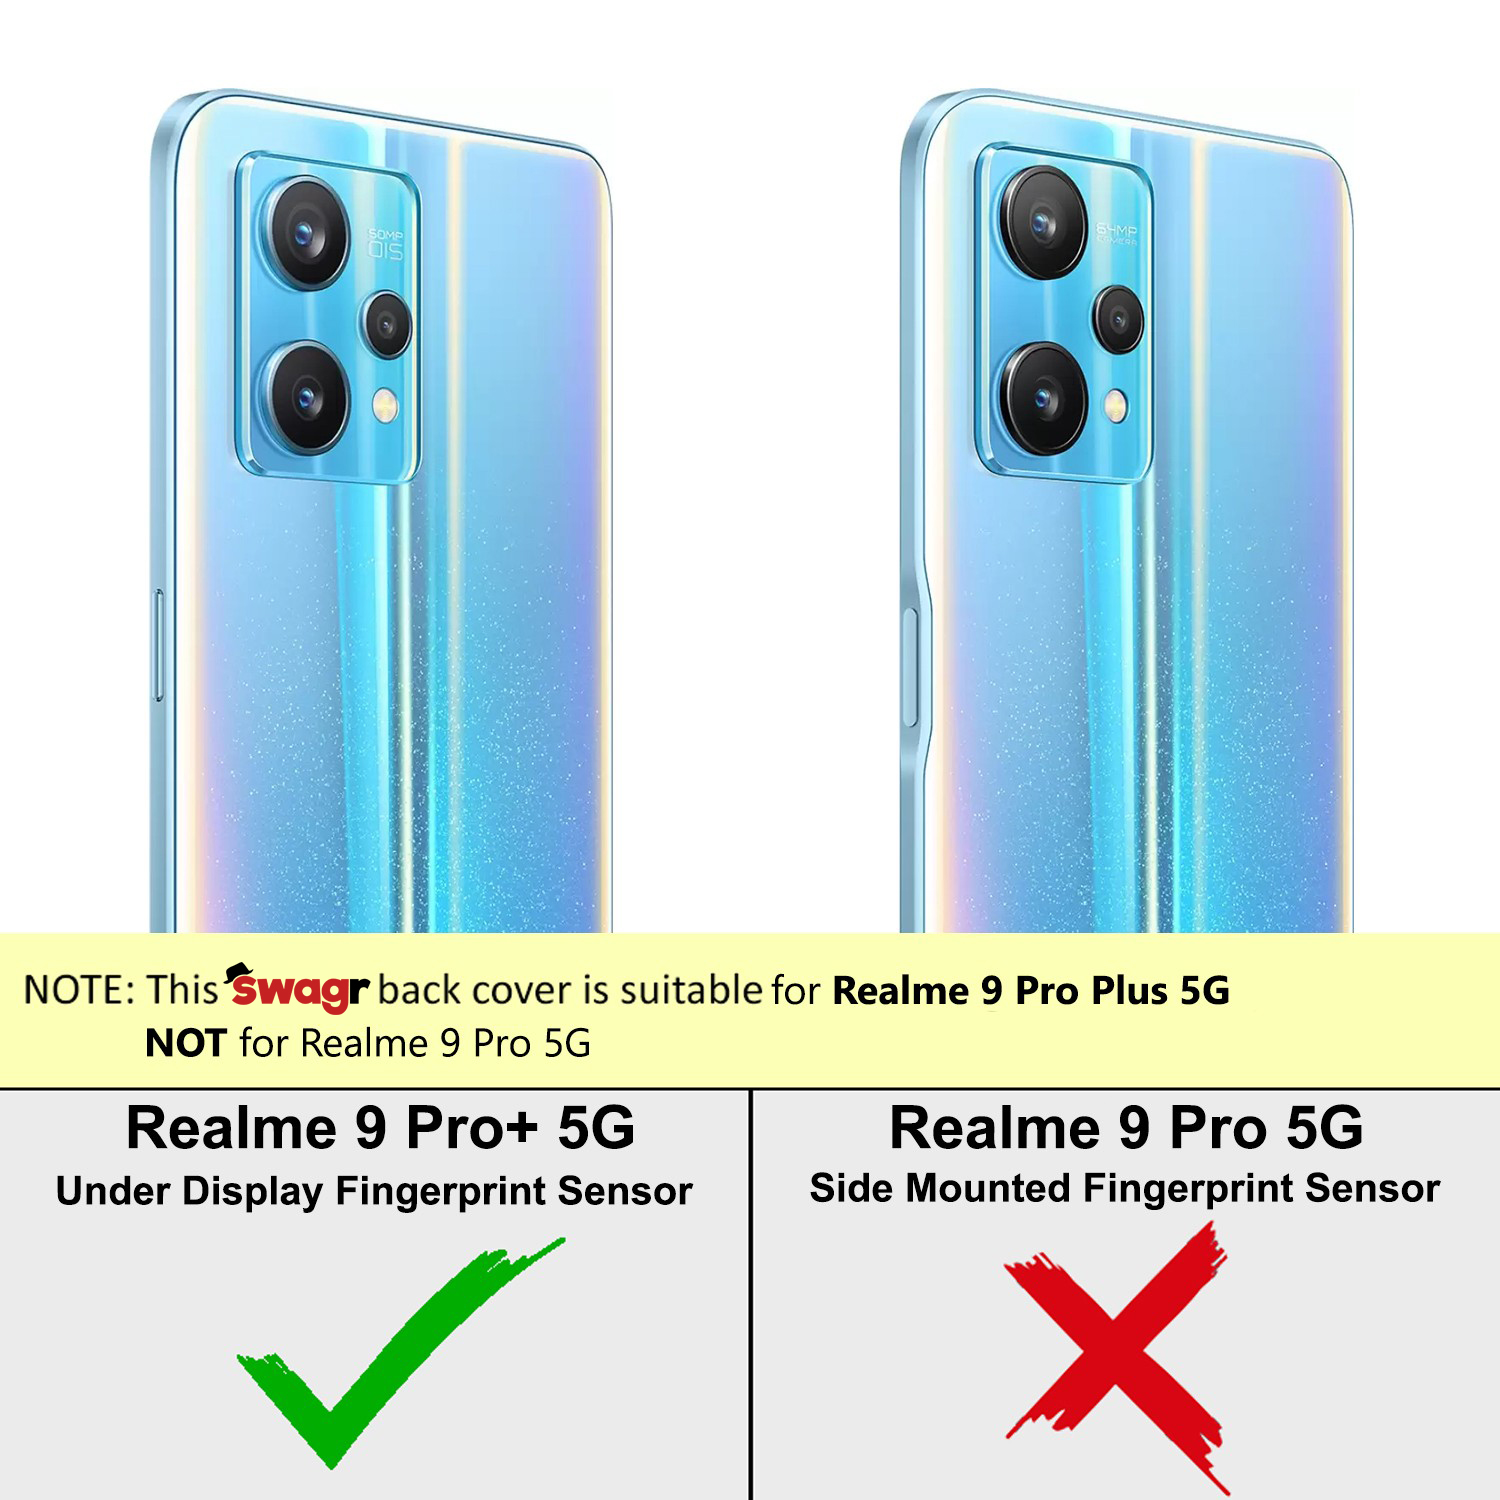 50MP
OIS
64MP
CAMERA
NOTE: This swagr back cover is suitable for Realme 9 Pro Plus 5G
NOT for Realme 9 Pro 5G
Realme 9 Pro+ 5G
Under Display Fingerprint Sensor
Realme 9 Pro 5G
Side Mounted Fingerprint Sensor